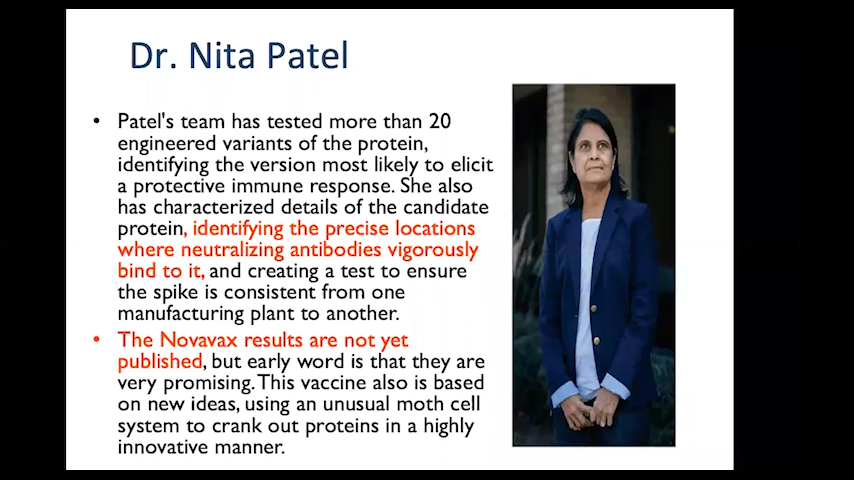 Dr. Nita Patel
• Patel's team has tested more than 20
engineered variants of the protein,
identifying the version most likely to elicit
a protective immune response. She also
has characterized details of the candidate
protein, identifying the precise locations
where neutralizing antibodies vigorously
bind to it, and creating a test to ensure
the spike is consistent from one
manufacturing plant to another.
• The Novavax results are not yet
published, but early word is that they are
very promising. This vaccine also is based
on new ideas, using an unusual moth cell
system to crank out proteins in a highly
innovative manner.